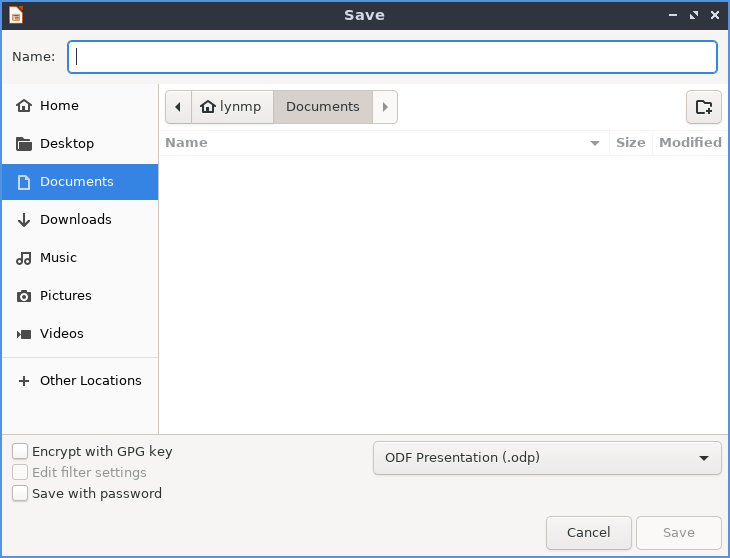 Save
Name:
Home
Desktop
Documents
Downloads
Music
Pictures
Videos
Other Locations
lynmp Documents
Name Size Modified
Encrypt with GPG key
Edit filter settings
Save with password
ODF Presentation (.odp)
Cancel Save